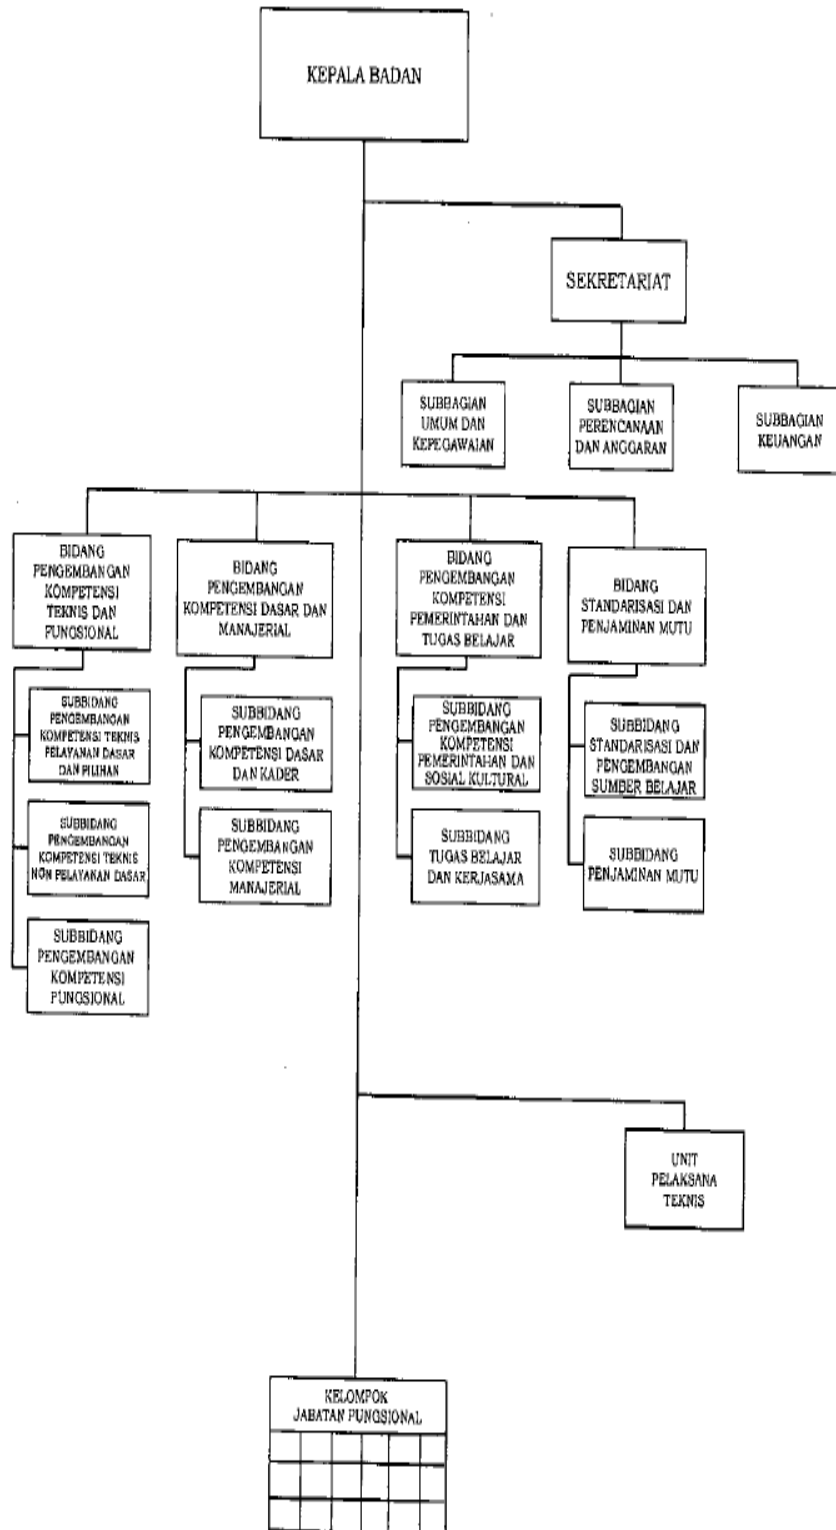 KEPALA BADAN
SEKRETARIAT
SUBBAGIAN
UMUM DAN
KEPEGAWAIAN
SUBBAGIAN
PERENCANAAN
DAN ANGGARAN
SUBBAGIAN
KEUANGAN
BIDANG
PENGEMBANGAN
KOMPETENSI
TEKNIS DAN
FUNGSIONAL
BIDANG
PENGEMBANGAN
KOMPETENSI DASAR DAN
MANAJERIAL
BIDANG
PENGEMBANGAN
KOMPETENSI
PEMERINTAHAN DAN
TUGAS BELAJAR
BIDANG
STANDARISASI DAN
PENJAMINAN MUTU
SUBBIDANG
PENGEMBANGAN
KOMPETENSI TEKNIS
PELAYANAN DASAR
DAN PILIHAN
SUBBIDANG
PENGEMBANGAN
KOMPETENSI DASAR
DAN KADER
SUBBIDANG
PENGEMBANGAN
KOMPETENSI
PEMERINTAHAN DAN
SOSIAL KULTURAL
SUBBIDANG
STANDARISASI DAN
PENGEMBANGAN
SUMBER BELAJAR
SUBBIDANG
PENGEMBANGAN
KOMPETENSI TEKNIS
NON PELAYANAN DASAR
SUBBIDANG
PENGEMBANGAN
KOMPETENSI
MANAJERIAL
SUBBIDANG
TUGAS BELAJAR
DAN KERJASAMA
SUBBIDANG
PENJAMINAN MUTU
SUBBIDANG
PENGEMBANGAN
KOMPETENSI
FUNGSIONAL
UNIT
PELAKSANA
TEKNIS
KELOMPOK
JABATAN FUNGSIONAL